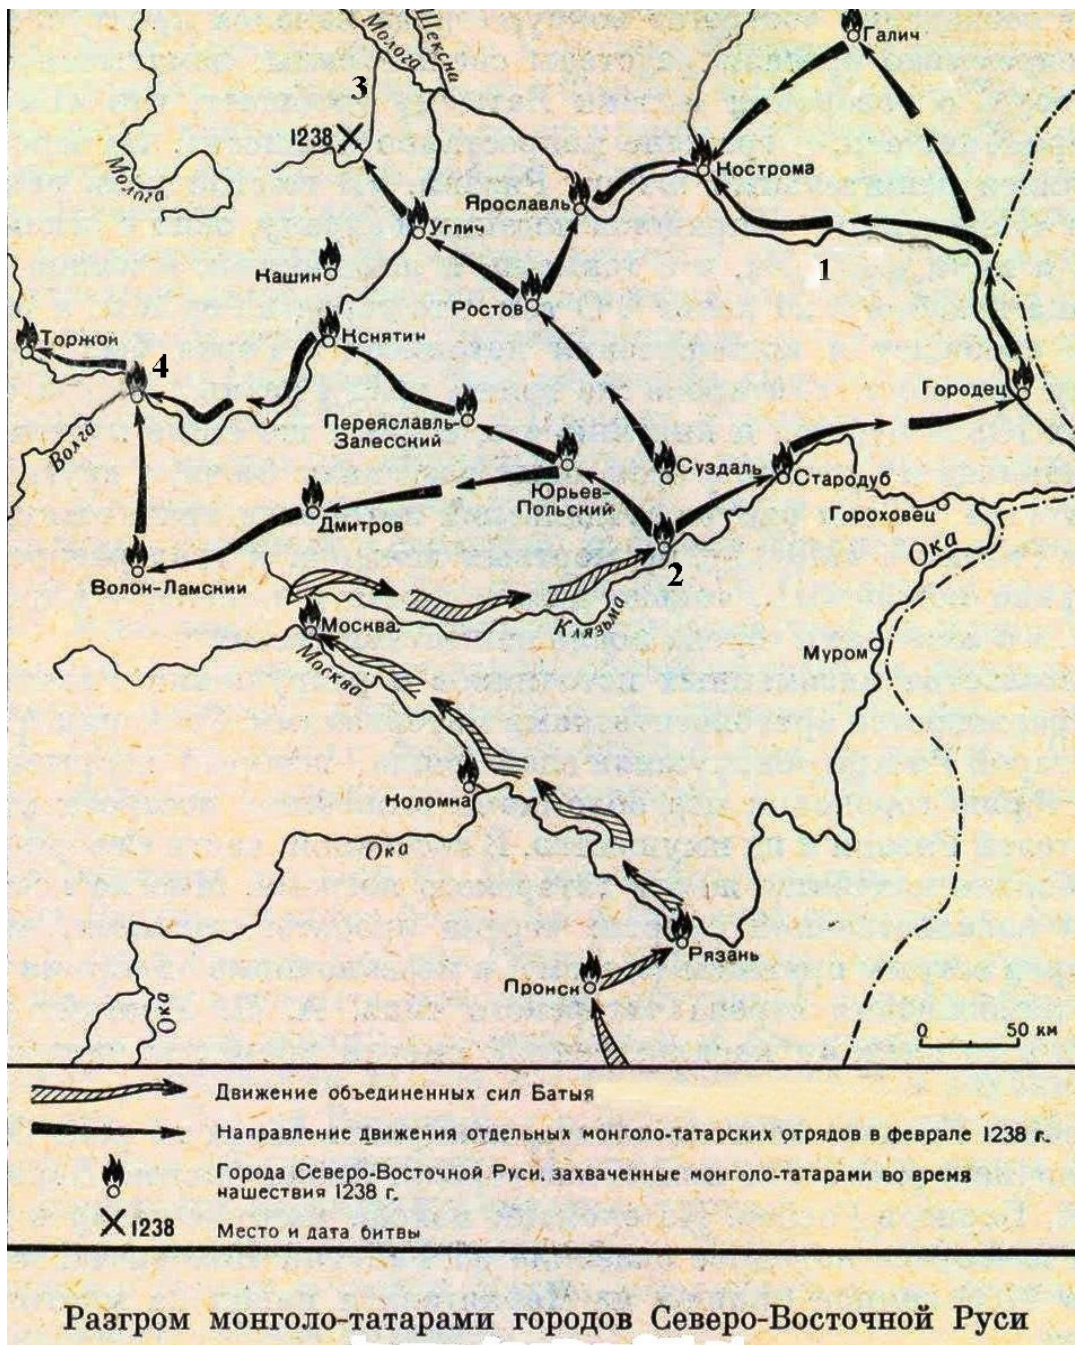 Молога
Шексна
Галич
3
1238
Молога
Кострома
Ярославль
Углич
1
Кашин
Ростов
Торжок
4
Кснятин
Городец
Переяславль-
Залесский
Волга
Суздаль
Стародуб
Юрьев-
Польский
Дмитров
Гороховец
Ока
2
Волок-Ламский
Клязьма
Москва
Муром
Москва
Коломна
Ока
Рязань
Пронск
Ока
0 50 км
Движение объединенных сил Батыя
Направление движения отдельных монголо-татарских отрядов в феврале 1238 г.
Города Северо-Восточной Руси, захваченные монголо-татарами во время
нашествия 1238 г.
1238 Место и дата битвы
Разгром монголо-татарами городов Северо-Восточной Руси